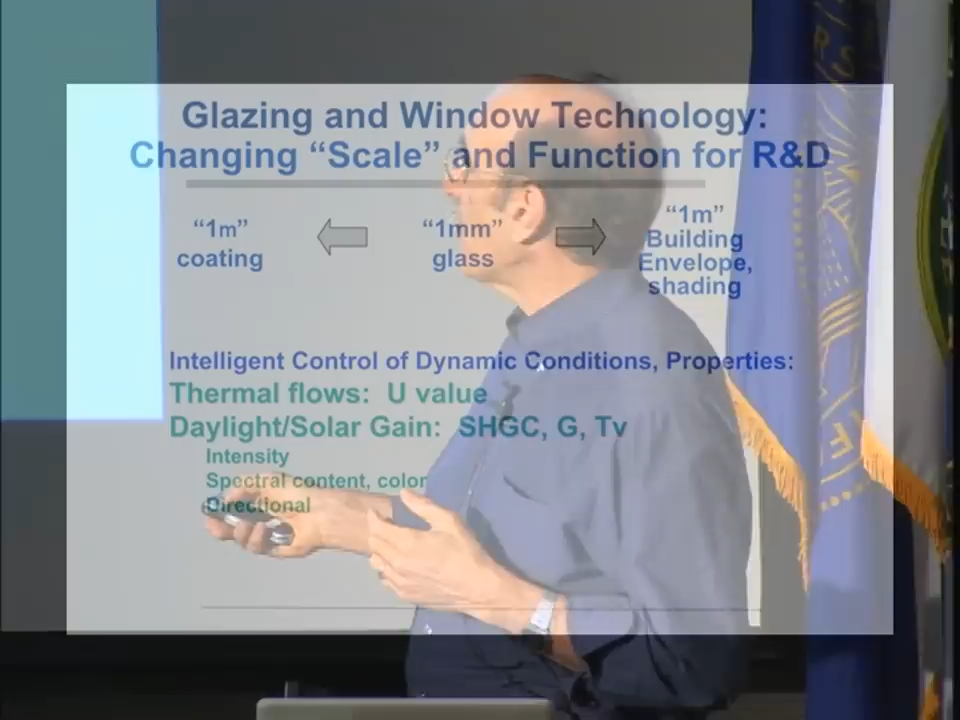 Glazing and Window Technology:
Changing “Scale” and Function for R&D
“1m”
coating
“1mm”
glass
“1m”
Building
Envelope,
shading
Intelligent Control of Dynamic Conditions, Properties:
Thermal flows: U value
Daylight/Solar Gain: SHGC, G, Tv
Intensity
Spectral content, color
Directional